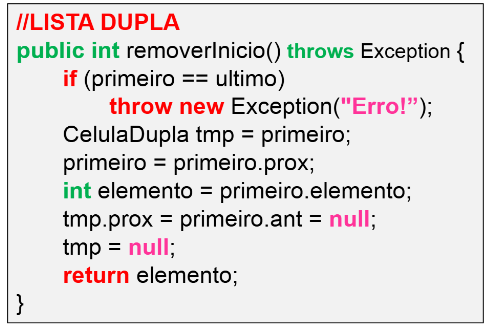 //LISTA DUPLA
public int removerInicio() throws Exception {
if (primeiro == ultimo)
throw new Exception("Erro!”);
CelulaDupla tmp = primeiro;
primeiro = primeiro.prox;
int elemento = primeiro.elemento;
tmp.prox = primeiro.ant = null;
tmp = null;
return elemento;
}